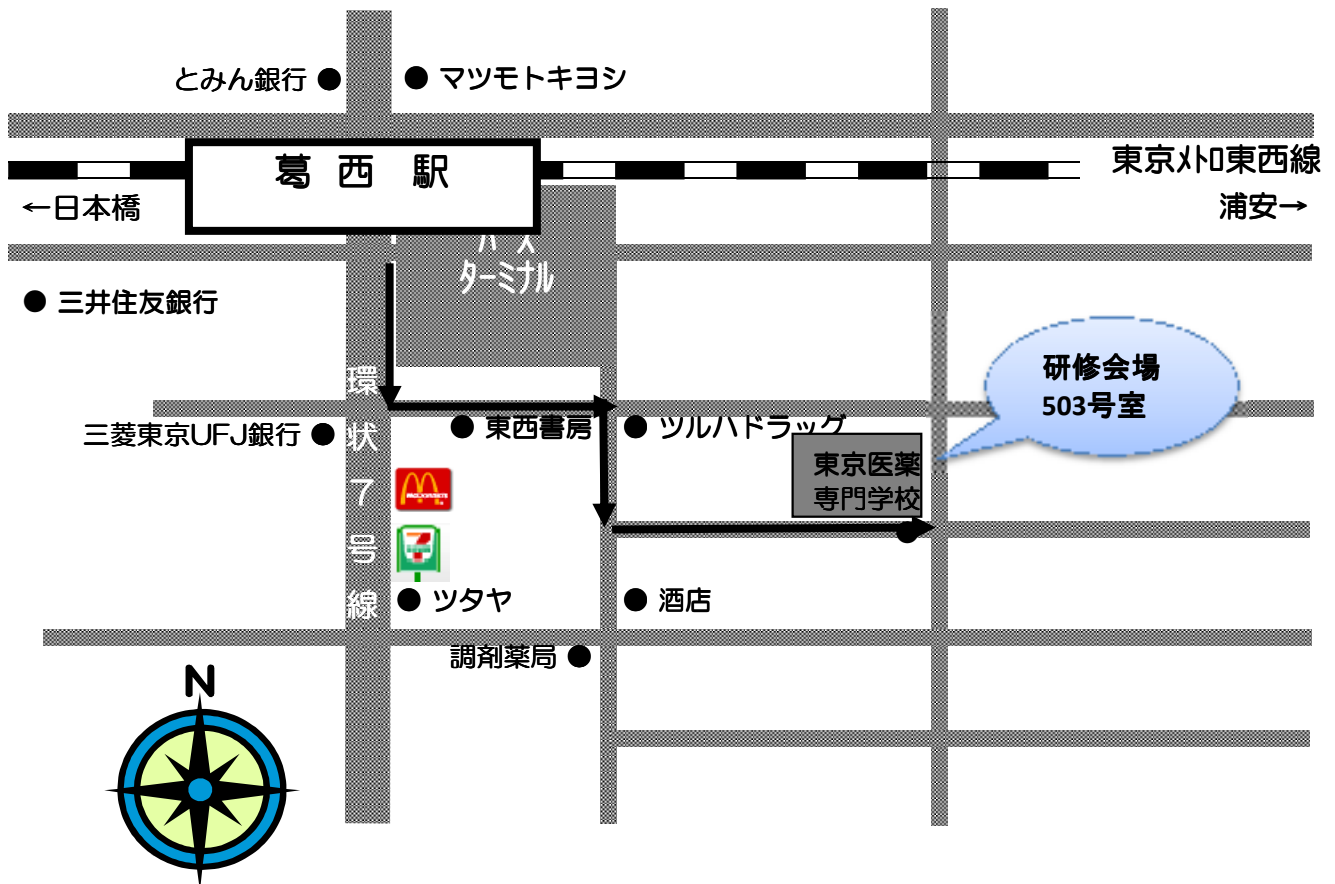 とみん銀行 ● ● マツモトキヨシ
葛 西 駅
東京ﾒﾄﾛ東西線
←日本橋
浦安→
バス
ターミナル
● 三井住友銀行
研修会場
503号室
環状7号線
三菱東京UFJ銀行 ●
● 東西書房
● ツルハドラッグ
東京医薬
専門学校
● ツタヤ
● 酒店
調剤薬局 ●
N